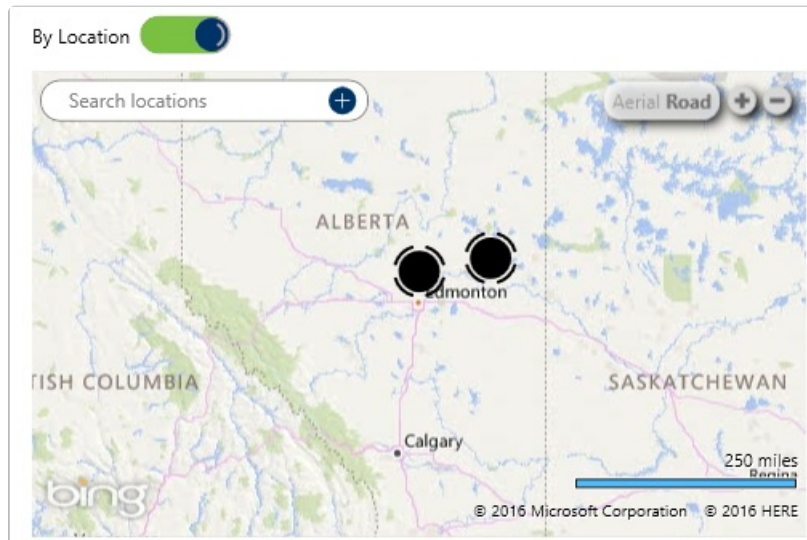 By Location
Search locations
Aerial Road
ALBERTA
Edmonton
TISH COLUMBIA
SASKATCHEWAN
Calgary
250 miles
Regina
bing
© 2016 Microsoft Corporation © 2016 HERE